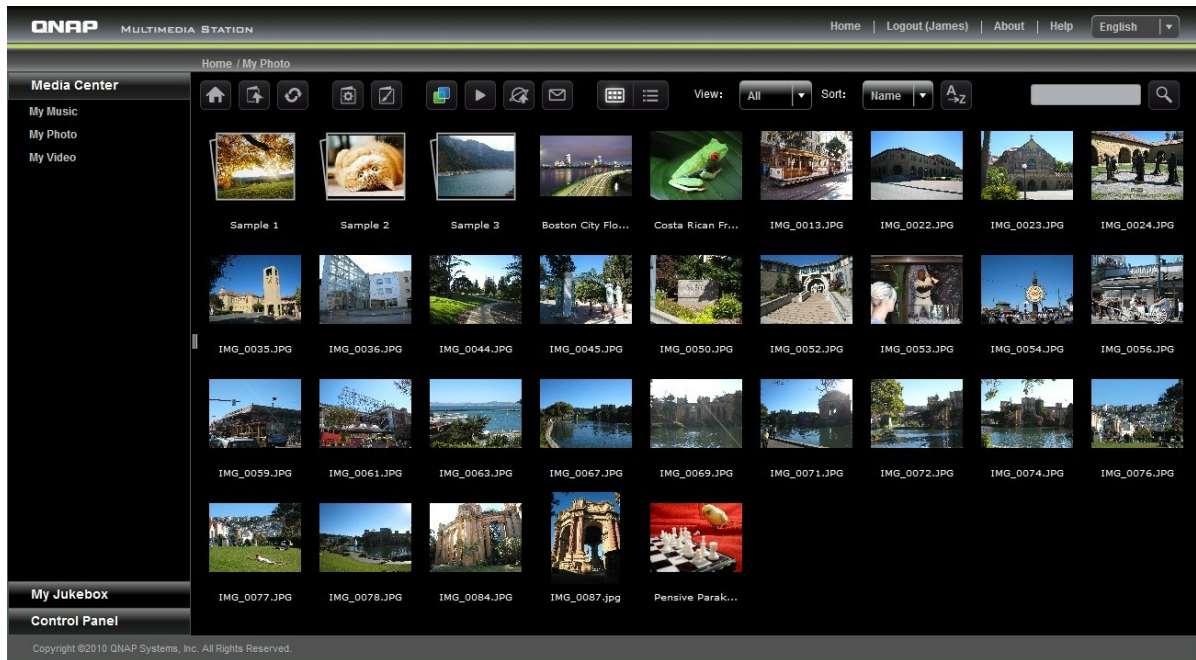 QNAP MULTIMEDIA STATION
Home | Logout (James) | About | Help English
Home / My Photo
Media Center
My Music
My Photo
My Video
View: All Sort: Name A→Z
Sample 1 Sample 2 Sample 3 Boston City Flo... Costa Rican Fr... IMG_0013.JPG IMG_0022.JPG IMG_0023.JPG IMG_0024.JPG
IMG_0035.JPG IMG_0036.JPG IMG_0044.JPG IMG_0045.JPG IMG_0050.JPG IMG_0052.JPG IMG_0053.JPG IMG_0054.JPG IMG_0056.JPG
IMG_0059.JPG IMG_0061.JPG IMG_0063.JPG IMG_0067.JPG IMG_0069.JPG IMG_0071.JPG IMG_0072.JPG IMG_0074.JPG IMG_0076.JPG
IMG_0077.JPG IMG_0078.JPG IMG_0084.JPG IMG_0087.jpg Pensive Parak...
My Jukebox
Control Panel
Copyright ©2010 QNAP Systems, Inc. All Rights Reserved.